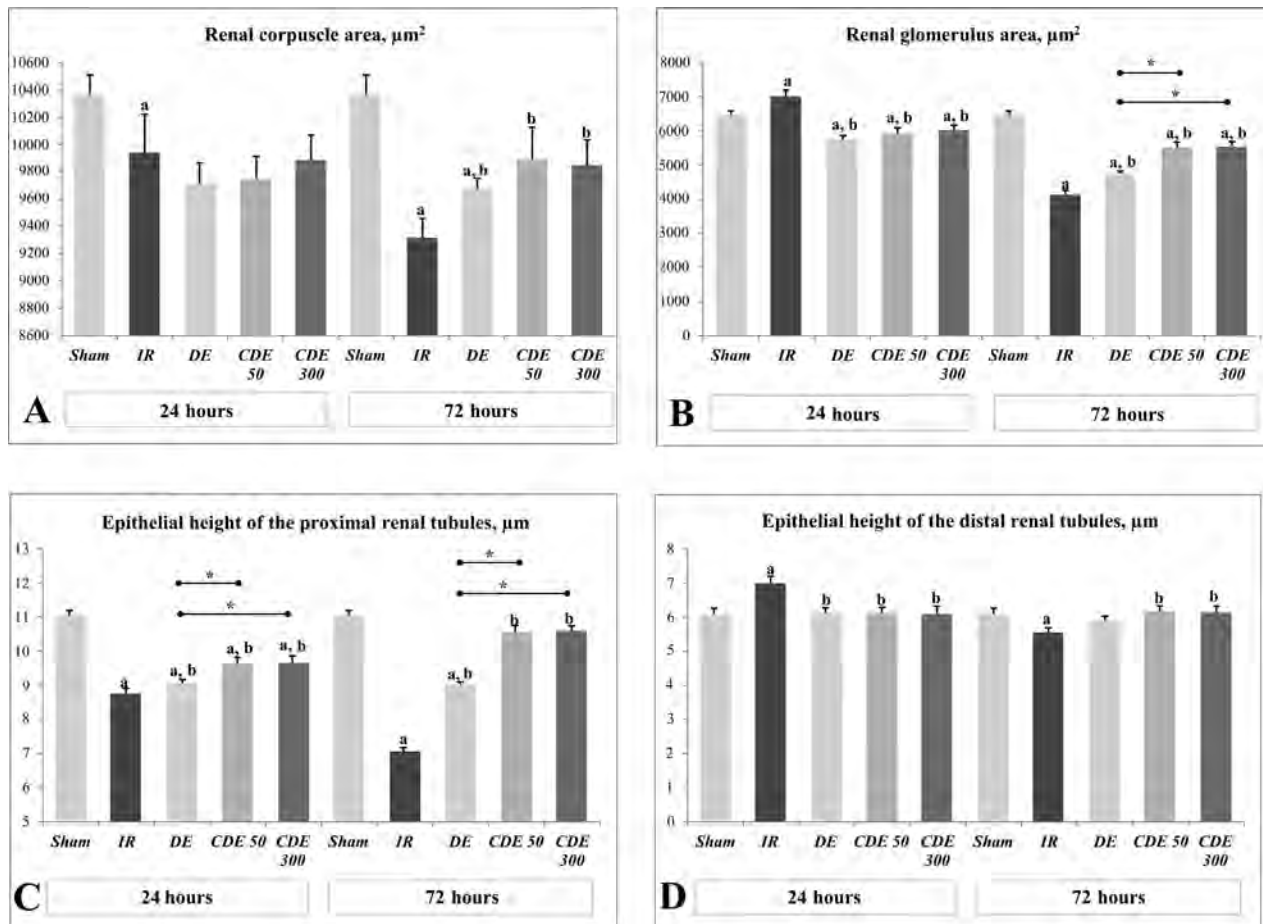 Renal corpuscle area, µm²
10600
10400
10200
10000
9800
9600
9400
9200
9000
8800
8600
a
a
a, b
b
b
Sham IR DE CDE 50 CDE 300 Sham IR DE CDE 50 CDE 300
24 hours 72 hours
A
Renal glomerulus area, µm²
8000
7000
6000
5000
4000
3000
2000
1000
0
*
*
a
a, b
a, b
a, b
a
a, b
a, b
a, b
Sham IR DE CDE 50 CDE 300 Sham IR DE CDE 50 CDE 300
24 hours 72 hours
B
Epithelial height of the proximal renal tubules, µm
13
12
11
10
9
8
7
6
5
*
*
*
*
a
a, b
a, b
a, b
a
a, b
b
b
Sham IR DE CDE 50 CDE 300 Sham IR DE CDE 50 CDE 300
24 hours 72 hours
C
Epithelial height of the distal renal tubules, µm
8
7
6
5
4
3
2
1
0
a
b
b
b
a
b
b
Sham IR DE CDE 50 CDE 300 Sham IR DE CDE 50 CDE 300
24 hours 72 hours
D